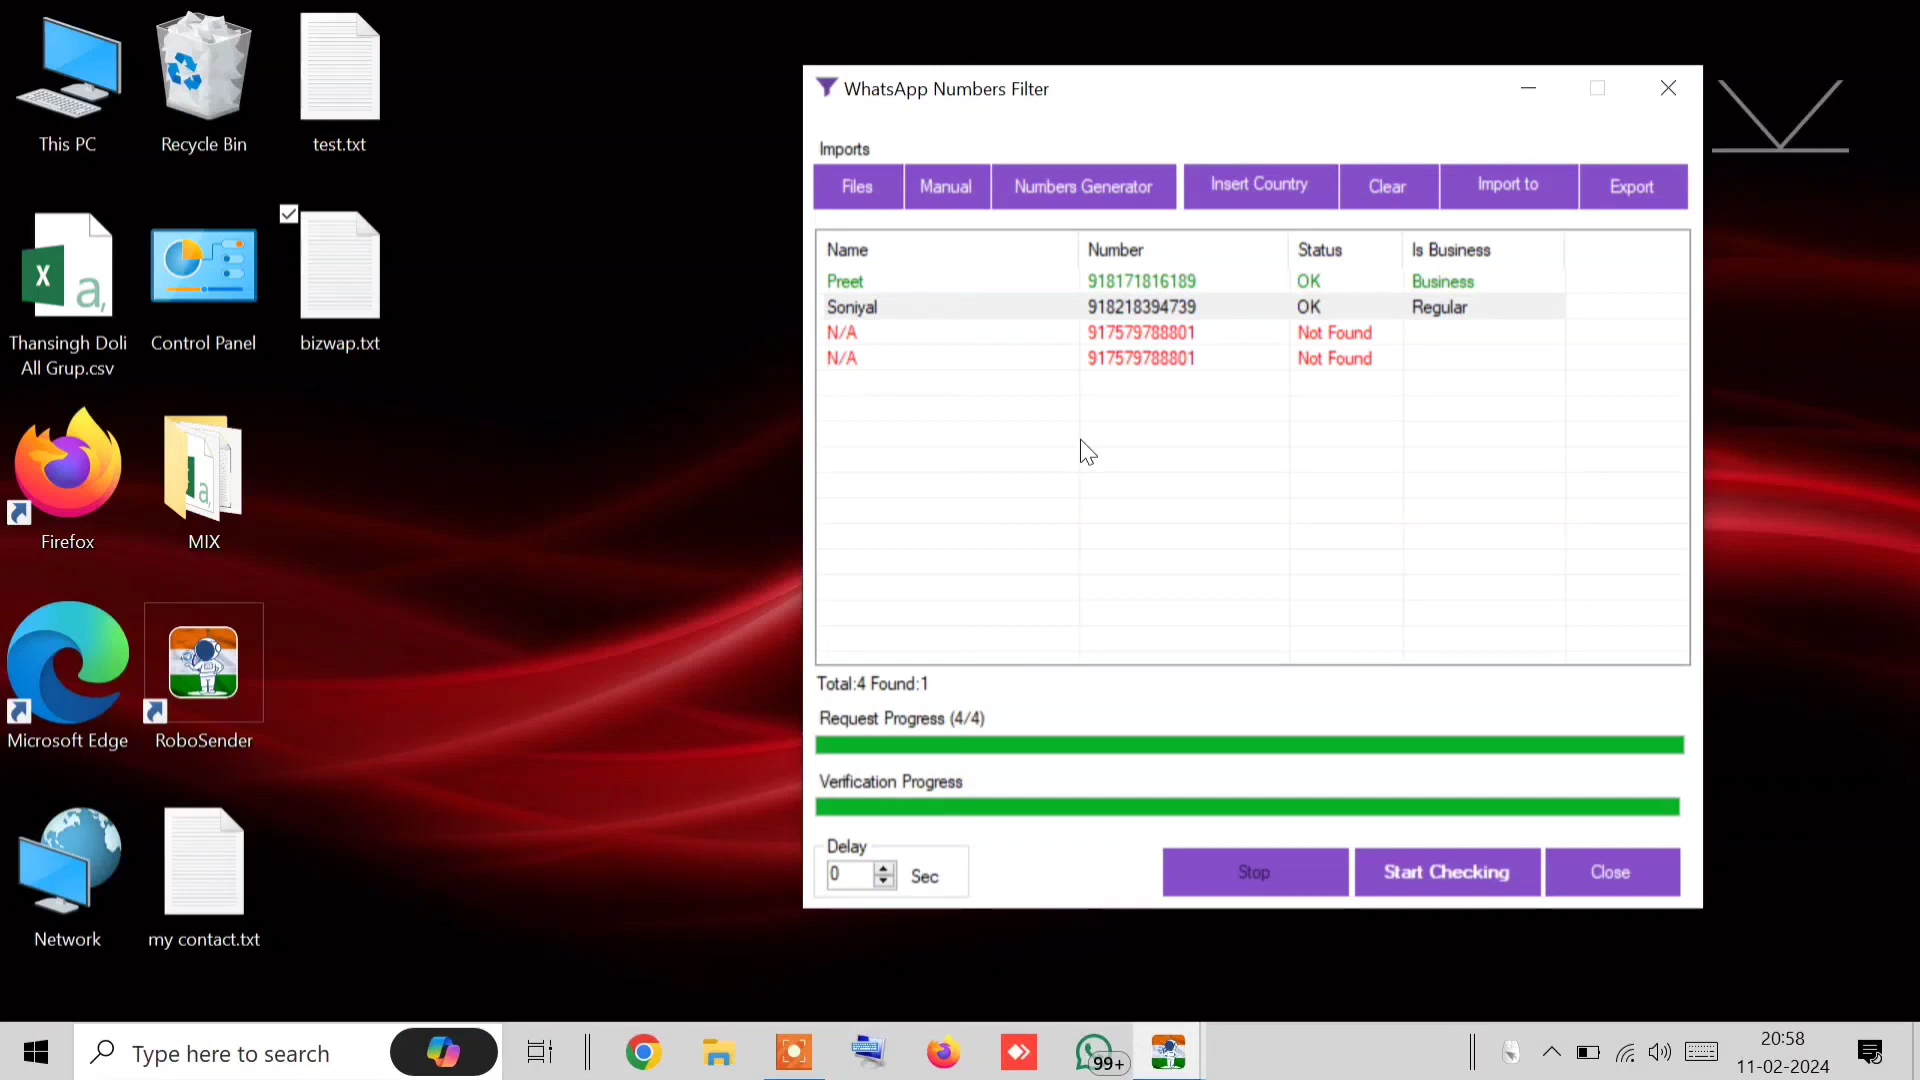 This PC
Recycle Bin
test.txt
Thansingh Doli
All Grup.csv
Control Panel
bizwap.txt
Firefox
MIX
Microsoft Edge
RoboSender
Network
my contact.txt
WhatsApp Numbers Filter
Imports
Files Manual Numbers Generator Insert Country Clear Import to Export
Name Number Status Is Business
Preet 918171816189 OK Business
Soniyal 918218394739 OK Regular
N/A 917579788801 Not Found
N/A 917579788801 Not Found
Total:4 Found:1
Request Progress (4/4)
Verification Progress
Delay
0 Sec
Stop Start Checking Close
Type here to search
99+
20:58
11-02-2024